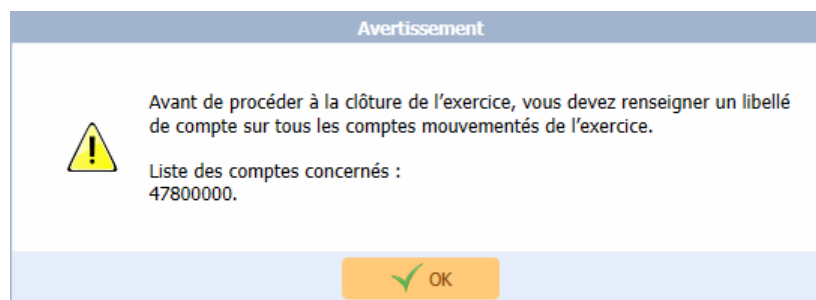 Avertissement
Avant de procéder à la clôture de l'exercice, vous devez renseigner un libellé
de compte sur tous les comptes mouvementés de l'exercice.
Liste des comptes concernés :
47800000.
OK